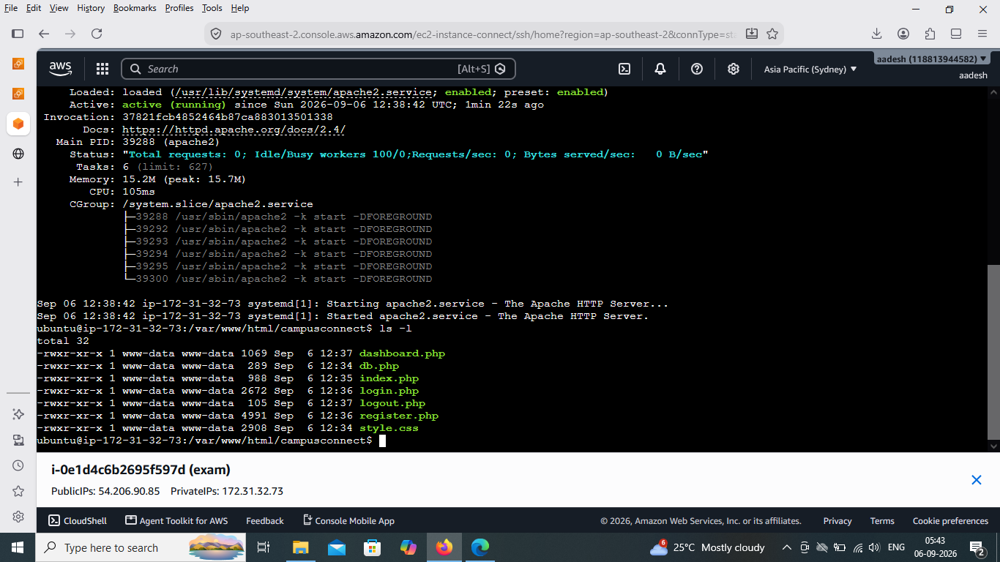 File Edit View History Bookmarks Profiles Tools Help
ap-southeast-2.console.aws.amazon.com/ec2-instance-connect/ssh/home?region=ap-southeast-2&connType=sta
aws Search [Alt+S] Asia Pacific (Sydney) aadesh (118813944582)
aadesh
Loaded: loaded (/usr/lib/systemd/system/apache2.service; enabled; preset: enabled)
Active: active (running) since Sun 2026-09-06 12:38:42 UTC; 1min 22s ago
Invocation: 37821fcb4852464b87ca883013501338
Docs: https://httpd.apache.org/docs/2.4/
Main PID: 39288 (apache2)
Status: "Total requests: 0; Idle/Busy workers 100/0;Requests/sec: 0; Bytes served/sec:   0 B/sec"
Tasks: 6 (limit: 627)
Memory: 15.2M (peak: 15.7M)
CPU: 105ms
CGroup: /system.slice/apache2.service
├─39288 /usr/sbin/apache2 -k start -DFOREGROUND
├─39292 /usr/sbin/apache2 -k start -DFOREGROUND
├─39293 /usr/sbin/apache2 -k start -DFOREGROUND
├─39294 /usr/sbin/apache2 -k start -DFOREGROUND
├─39295 /usr/sbin/apache2 -k start -DFOREGROUND
└─39300 /usr/sbin/apache2 -k start -DFOREGROUND
Sep 06 12:38:42 ip-172-31-32-73 systemd[1]: Starting apache2.service - The Apache HTTP Server...
Sep 06 12:38:42 ip-172-31-32-73 systemd[1]: Started apache2.service - The Apache HTTP Server.
ubuntu@ip-172-31-32-73:/var/www/html/campusconnect$ ls -l
total 32
-rwxr-xr-x 1 www-data www-data 1069 Sep  6 12:37 dashboard.php
-rwxr-xr-x 1 www-data www-data  289 Sep  6 12:34 db.php
-rwxr-xr-x 1 www-data www-data  988 Sep  6 12:35 index.php
-rwxr-xr-x 1 www-data www-data 2672 Sep  6 12:36 login.php
-rwxr-xr-x 1 www-data www-data  105 Sep  6 12:37 logout.php
-rwxr-xr-x 1 www-data www-data 4991 Sep  6 12:36 register.php
-rwxr-xr-x 1 www-data www-data 2908 Sep  6 12:34 style.css
ubuntu@ip-172-31-32-73:/var/www/html/campusconnect$
i-0e1d4c6b2695f597d (exam)
PublicIPs: 54.206.90.85 PrivateIPs: 172.31.32.73
CloudShell Agent Toolkit for AWS Feedback Console Mobile App © 2026, Amazon Web Services, Inc. or its affiliates. Privacy Terms Cookie preferences
Type here to search 6 25°C Mostly cloudy ENG 05:43
06-09-2026 2